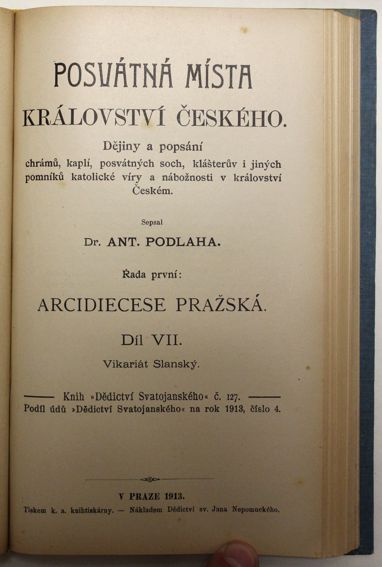 POSVÁTNÁ MÍSTA
KRÁLOVSTVÍ ČESKÉHO.
Dějiny a popsání
chrámů, kaplí, posvátných soch, klášterův i jiných
pomníků katolické víry a nábožnosti v království
Českém.
Sepsal
Dr. ANT. PODLAHA.
Řada první:
ARCIDIECESE PRAŽSKÁ.
Díl VII.
Vikariát Slanský.
Knih »Dědictví Svatojanského« č. 127.
Podíl údů »Dědictví Svatojanského« na rok 1913, číslo 4.
V PRAZE 1913.
Tiskem k. a. knihtiskárny. — Nákladem Dědictví sv. Jana Nepomuckého.